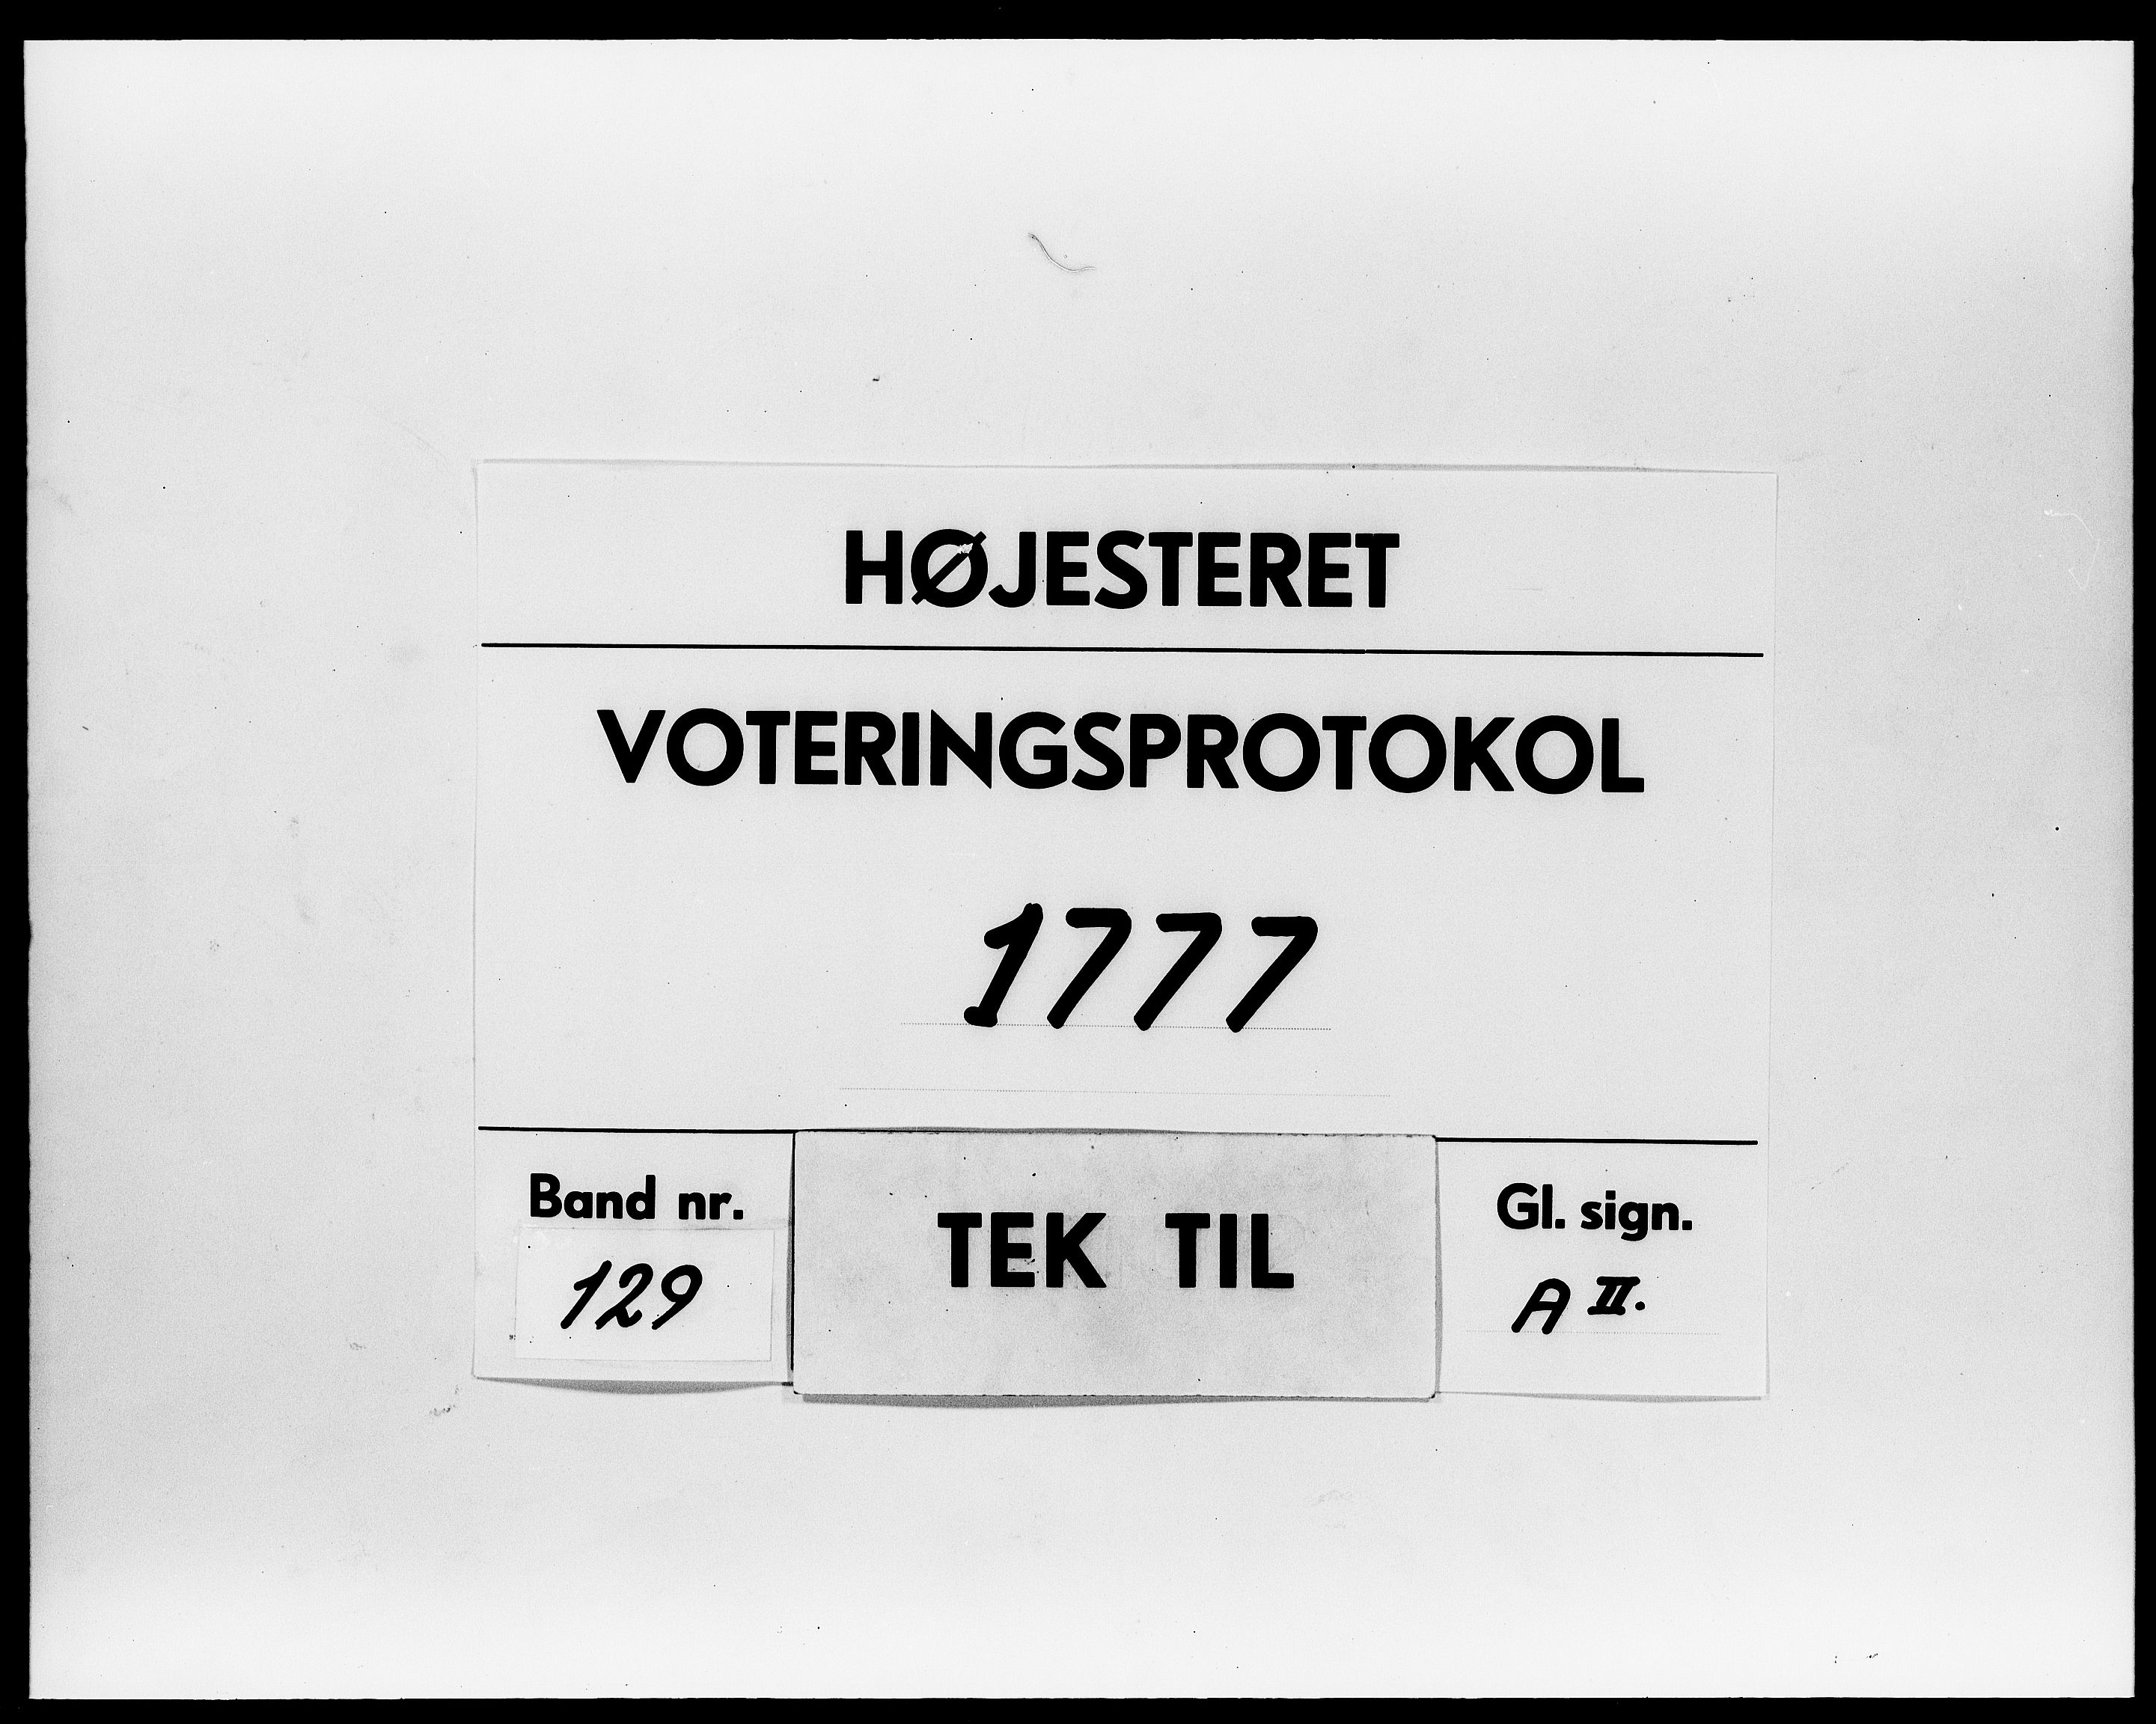 HØJESTERET
VOTERINGSPROTOKOL
1777
Band nr.
129
TEK TIL
Gl. sign.
A II.